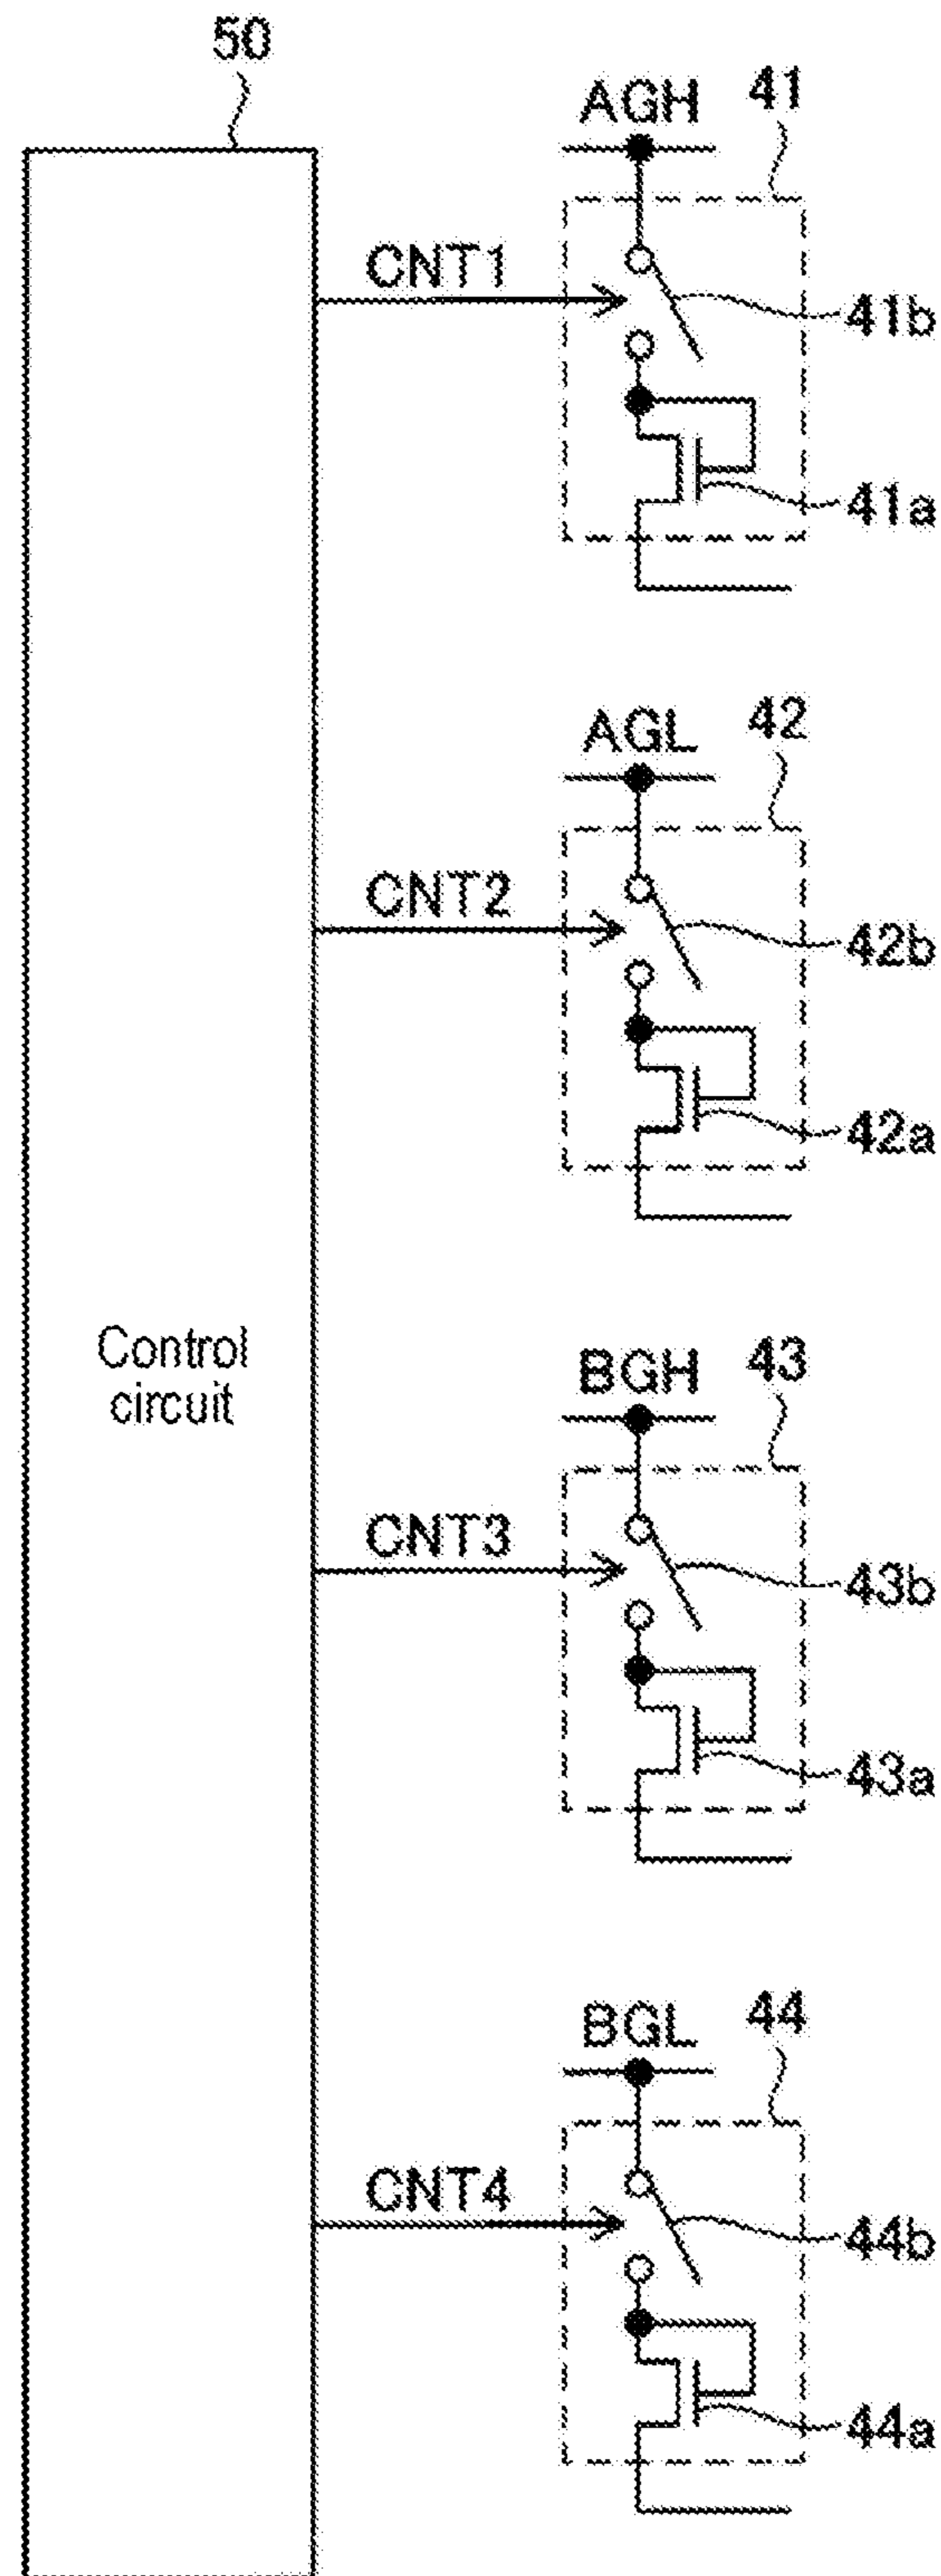 50
AGH
41
CNT1
41b
41a
AGL
42
CNT2
42b
42a
Control
circuit
BGH
43
CNT3
43b
43a
BGL
44
CNT4
44b
44a